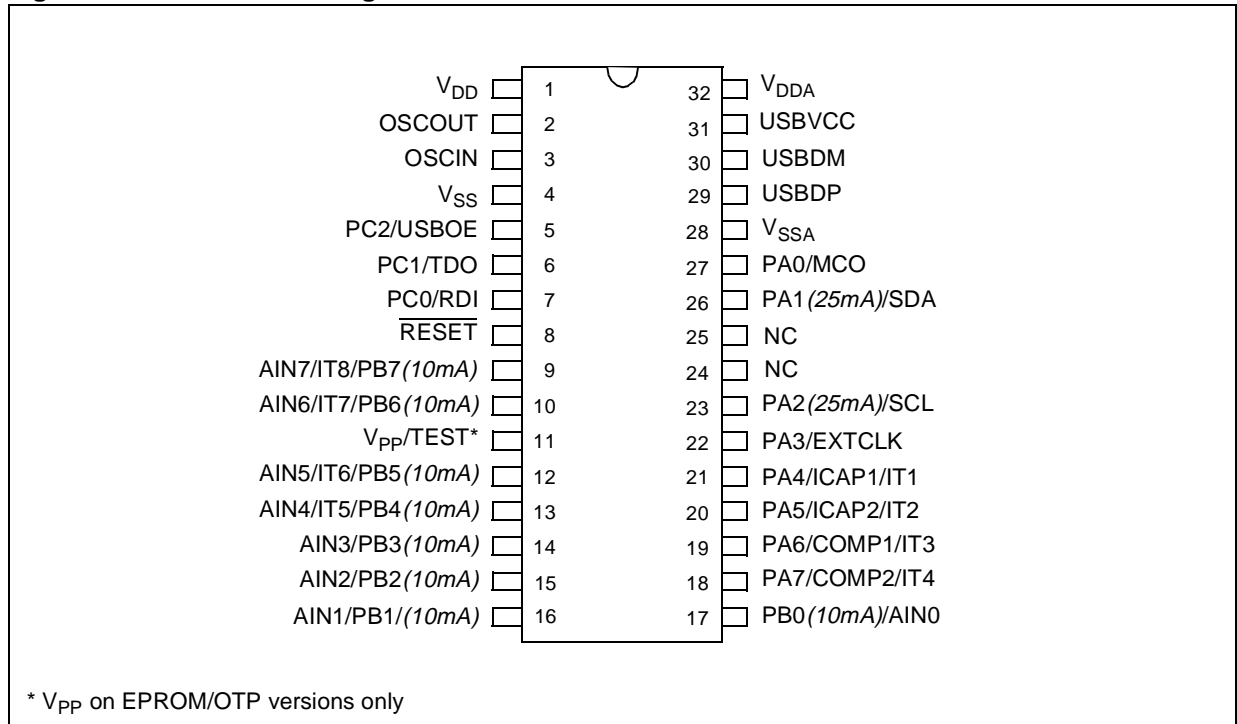 V_DD 1
OSCOUT 2
OSCIN 3
V_SS 4
PC2/USBOE 5
PC1/TDO 6
PC0/RDI 7
RESET 8
AIN7/IT8/PB7(10mA) 9
AIN6/IT7/PB6(10mA) 10
V_PP/TEST* 11
AIN5/IT6/PB5(10mA) 12
AIN4/IT5/PB4(10mA) 13
AIN3/PB3(10mA) 14
AIN2/PB2(10mA) 15
AIN1/PB1/(10mA) 16
32 V_DDA
31 USBVCC
30 USBDM
29 USBDP
28 V_SSA
27 PA0/MCO
26 PA1(25mA)/SDA
25 NC
24 NC
23 PA2(25mA)/SCL
22 PA3/EXTCLK
21 PA4/ICAP1/IT1
20 PA5/ICAP2/IT2
19 PA6/COMP1/IT3
18 PA7/COMP2/IT4
17 PB0(10mA)/AIN0
* V_PP on EPROM/OTP versions only